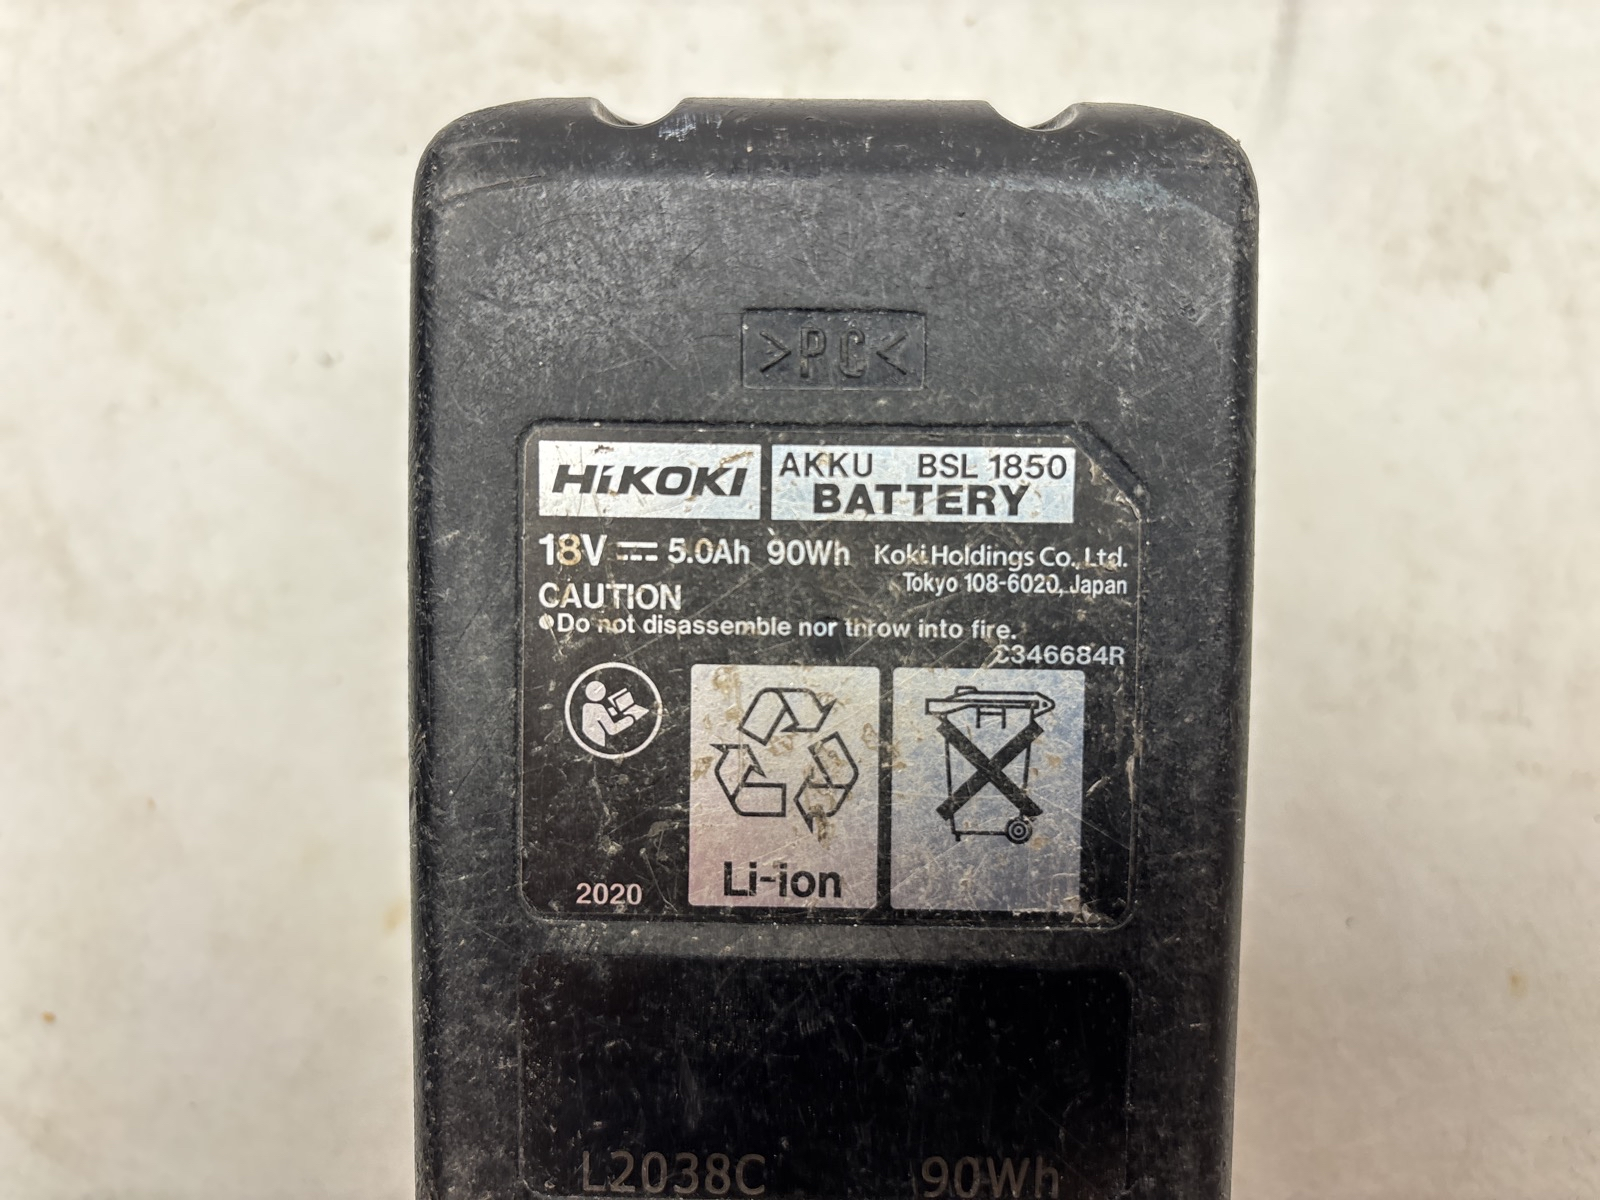 >PC<
HiKOKI
AKKU BSL 1850
BATTERY
18V 5.0Ah 90Wh Koki Holdings Co., Ltd.
Tokyo 108-6020, Japan
CAUTION
•Do not disassemble nor throw into fire.
C346684R
Li-ion
2020
L2038C 90Wh